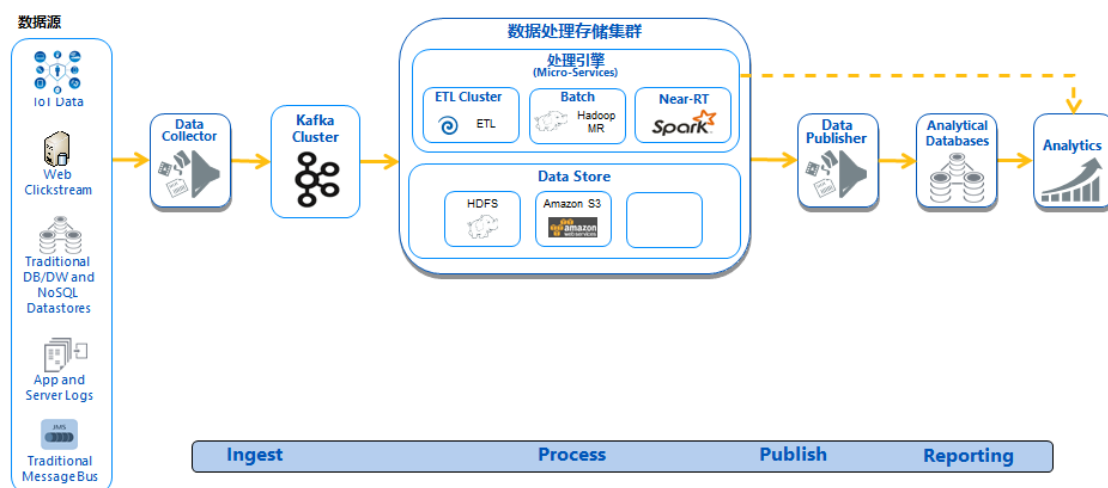 数据源
IoT Data
Web
Clickstream
Traditional
DB/DW and
NoSQL
Datastores
App and
Server Logs
JMS
Traditional
MessageBus
Data
Collector
Kafka
Cluster
数据处理存储集群
处理引擎
(Micro-Services)
ETL Cluster
ETL
Batch
Hadoop
MR
Near-RT
Spark
Data Store
HDFS
Amazon S3
amazon
web services
Data
Publisher
Analytical
Databases
Analytics
Ingest
Process
Publish
Reporting